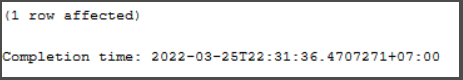 (1 row affected)
Completion time: 2022-03-25T22:31:36.4707271+07:00